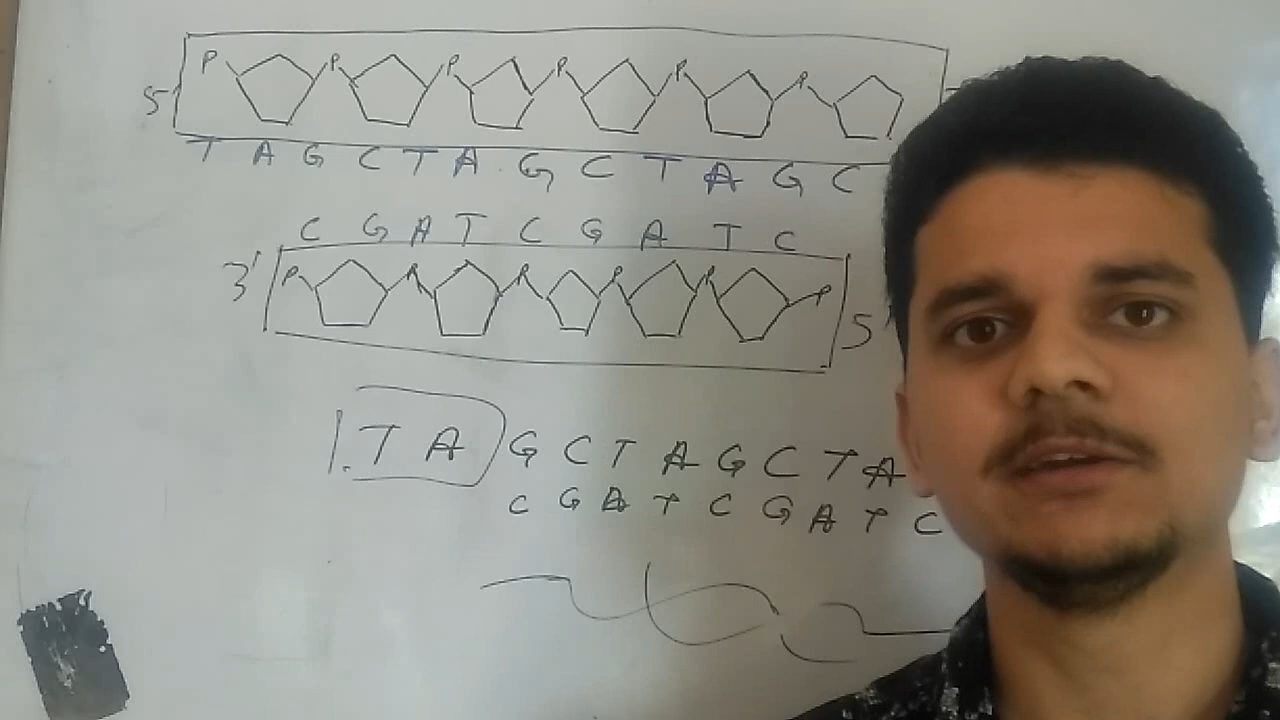 P P P P P P
5'
T A G C T A G C T A G C
C G A T C G A T C
3' P P P P P P
5'
1. T A G C T A G C T A
C G A T C G A T C